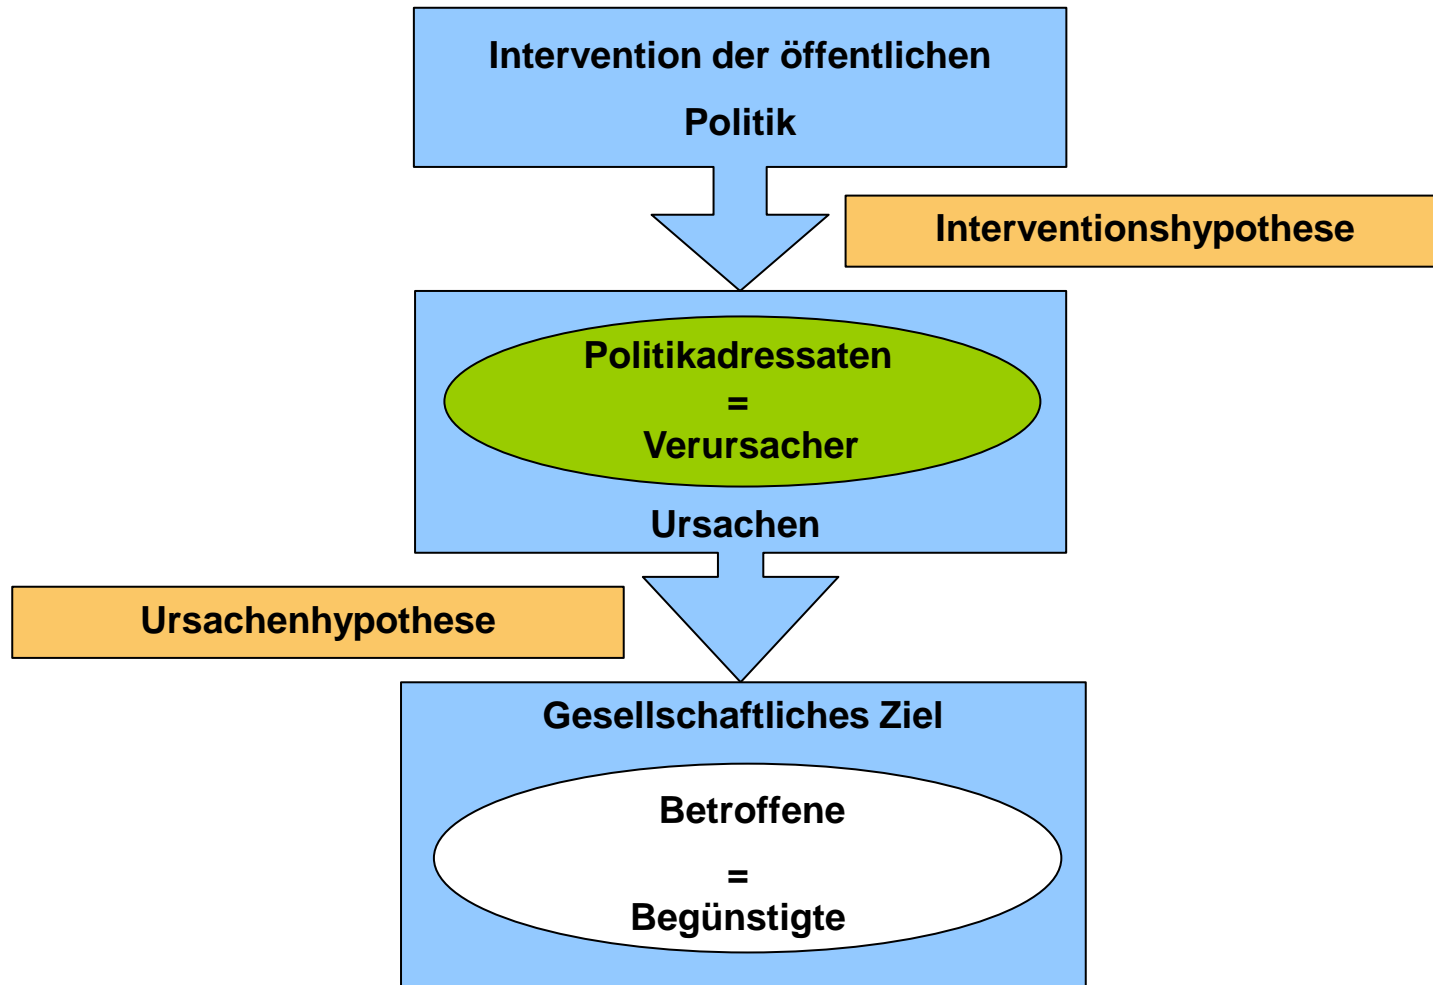 Intervention der öffentlichen
Politik
Interventionshypothese
Politikadressaten
=
Verursacher
Ursachen
Ursachenhypothese
Gesellschaftliches Ziel
Betroffene
=
Begünstigte